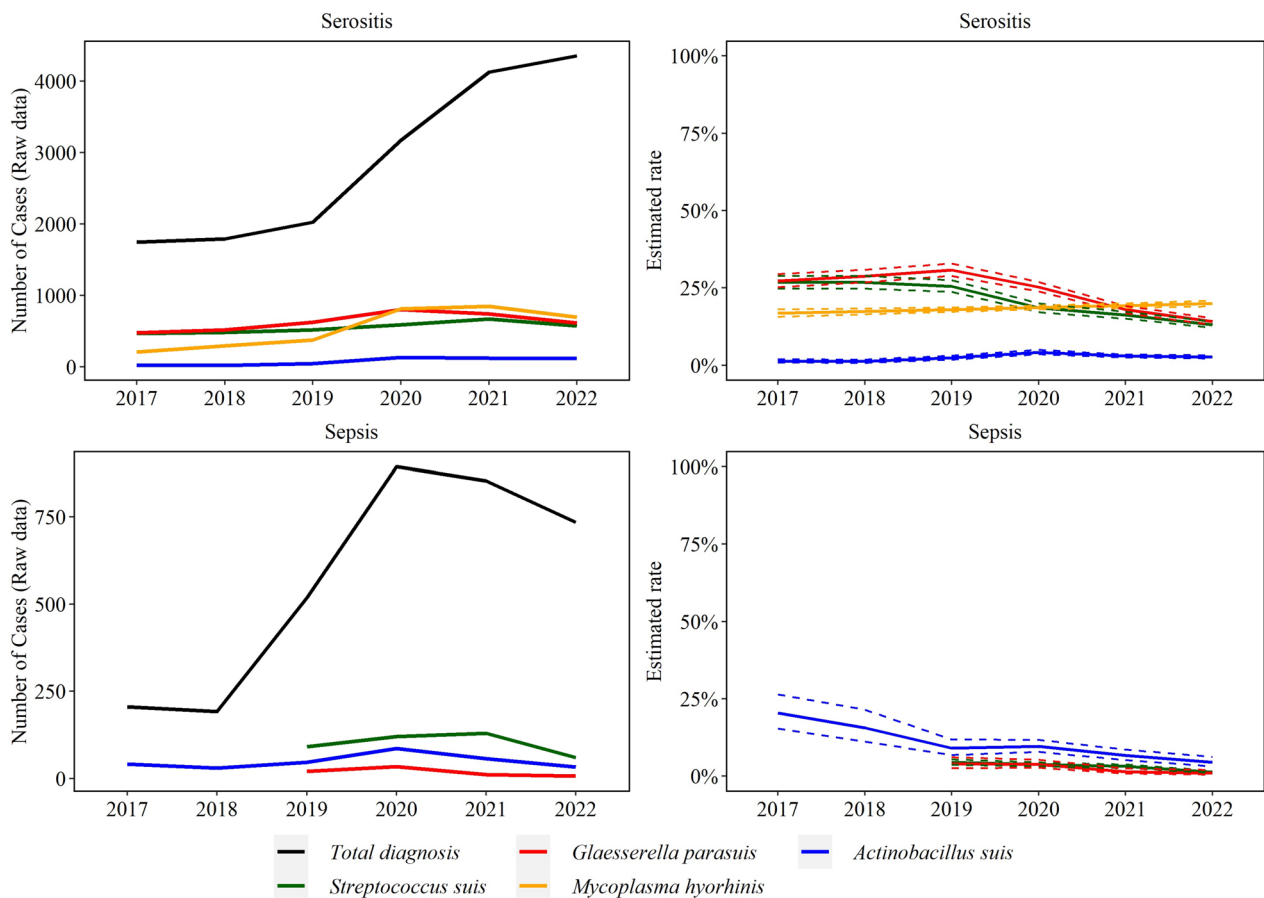 Serositis
Number of Cases (Raw data)
4000
3000
2000
1000
0
2017 2018 2019 2020 2021 2022
Serositis
Estimated rate
100%
75%
50%
25%
0%
2017 2018 2019 2020 2021 2022
Sepsis
Number of Cases (Raw data)
750
500
250
0
2017 2018 2019 2020 2021 2022
Sepsis
Estimated rate
100%
75%
50%
25%
0%
2017 2018 2019 2020 2021 2022
Total diagnosis Glaesserella parasuis Actinobacillus suis
Streptococcus suis Mycoplasma hyorhinis